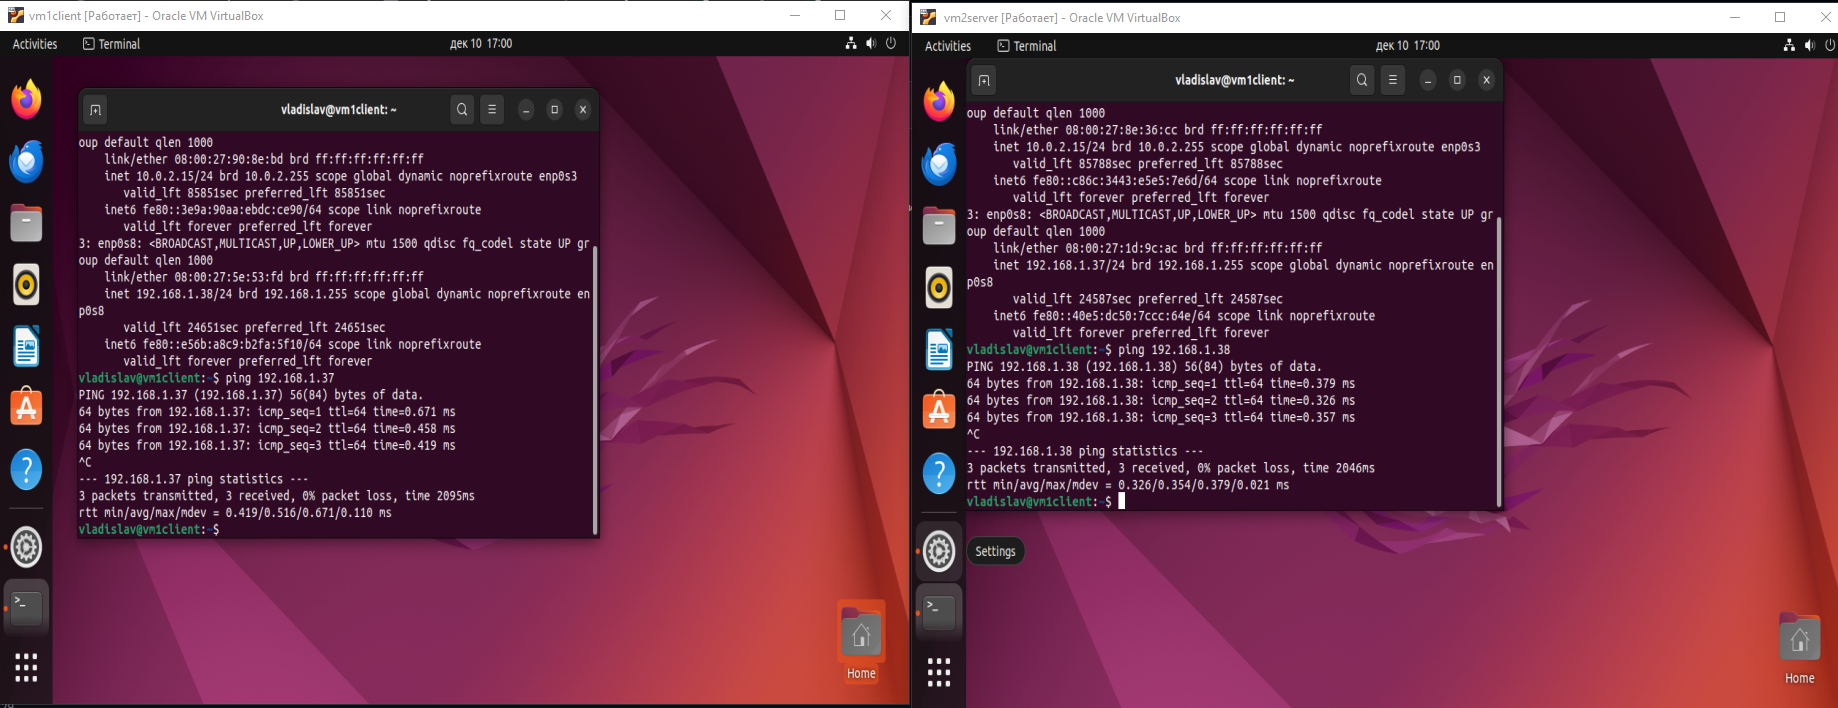 vm1client [Работает] - Oracle VM VirtualBox
Activities
Terminal
дек 10 17:00
vladislav@vm1client: ~
oup default qlen 1000
link/ether 08:00:27:90:8e:bd brd ff:ff:ff:ff:ff:ff
inet 10.0.2.15/24 brd 10.0.2.255 scope global dynamic noprefixroute enp0s3
valid_lft 85851sec preferred_lft 85851sec
inet6 fe80::3e9a:90aa:ebdc:ce90/64 scope link noprefixroute
valid_lft forever preferred_lft forever
3: enp0s8: <BROADCAST,MULTICAST,UP,LOWER_UP> mtu 1500 qdisc fq_codel state UP gr
oup default qlen 1000
link/ether 08:00:27:5e:53:fd brd ff:ff:ff:ff:ff:ff
inet 192.168.1.38/24 brd 192.168.1.255 scope global dynamic noprefixroute en
p0s8
valid_lft 24651sec preferred_lft 24651sec
inet6 fe80::e56b:a8c9:b2fa:5f10/64 scope link noprefixroute
valid_lft forever preferred_lft forever
vladislav@vm1client:~$ ping 192.168.1.37
PING 192.168.1.37 (192.168.1.37) 56(84) bytes of data.
64 bytes from 192.168.1.37: icmp_seq=1 ttl=64 time=0.671 ms
64 bytes from 192.168.1.37: icmp_seq=2 ttl=64 time=0.458 ms
64 bytes from 192.168.1.37: icmp_seq=3 ttl=64 time=0.419 ms
^C
--- 192.168.1.37 ping statistics ---
3 packets transmitted, 3 received, 0% packet loss, time 2095ms
rtt min/avg/max/mdev = 0.419/0.516/0.671/0.110 ms
vladislav@vm1client:~$
Home
vm2server [Работает] - Oracle VM VirtualBox
Activities
Terminal
дек 10 17:00
vladislav@vm1client: ~
oup default qlen 1000
link/ether 08:00:27:8e:36:cc brd ff:ff:ff:ff:ff:ff
inet 10.0.2.15/24 brd 10.0.2.255 scope global dynamic noprefixroute enp0s3
valid_lft 85788sec preferred_lft 85788sec
inet6 fe80::c86c:3443:e5e5:7e6d/64 scope link noprefixroute
valid_lft forever preferred_lft forever
3: enp0s8: <BROADCAST,MULTICAST,UP,LOWER_UP> mtu 1500 qdisc fq_codel state UP gr
oup default qlen 1000
link/ether 08:00:27:1d:9c:ac brd ff:ff:ff:ff:ff:ff
inet 192.168.1.37/24 brd 192.168.1.255 scope global dynamic noprefixroute en
p0s8
valid_lft 24587sec preferred_lft 24587sec
inet6 fe80::40e5:dc50:7ccc:64e/64 scope link noprefixroute
valid_lft forever preferred_lft forever
vladislav@vm1client:~$ ping 192.168.1.38
PING 192.168.1.38 (192.168.1.38) 56(84) bytes of data.
64 bytes from 192.168.1.38: icmp_seq=1 ttl=64 time=0.379 ms
64 bytes from 192.168.1.38: icmp_seq=2 ttl=64 time=0.326 ms
64 bytes from 192.168.1.38: icmp_seq=3 ttl=64 time=0.357 ms
^C
--- 192.168.1.38 ping statistics ---
3 packets transmitted, 3 received, 0% packet loss, time 2046ms
rtt min/avg/max/mdev = 0.326/0.354/0.379/0.021 ms
vladislav@vm1client:~$
Settings
Home